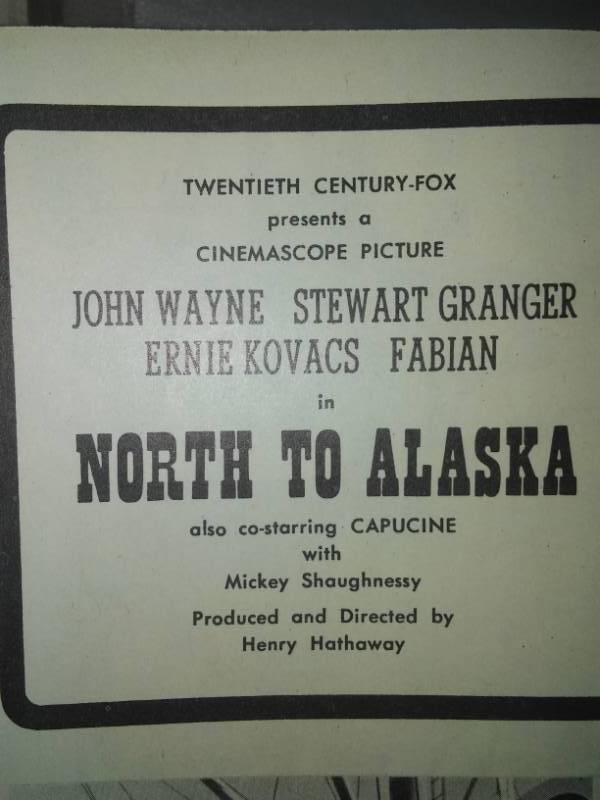 TWENTIETH CENTURY-FOX
presents a
CINEMASCOPE PICTURE
JOHN WAYNE STEWART GRANGER
ERNIE KOVACS FABIAN
in
NORTH TO ALASKA
also co-starring CAPUCINE
with
Mickey Shaughnessy
Produced and Directed by
Henry Hathaway